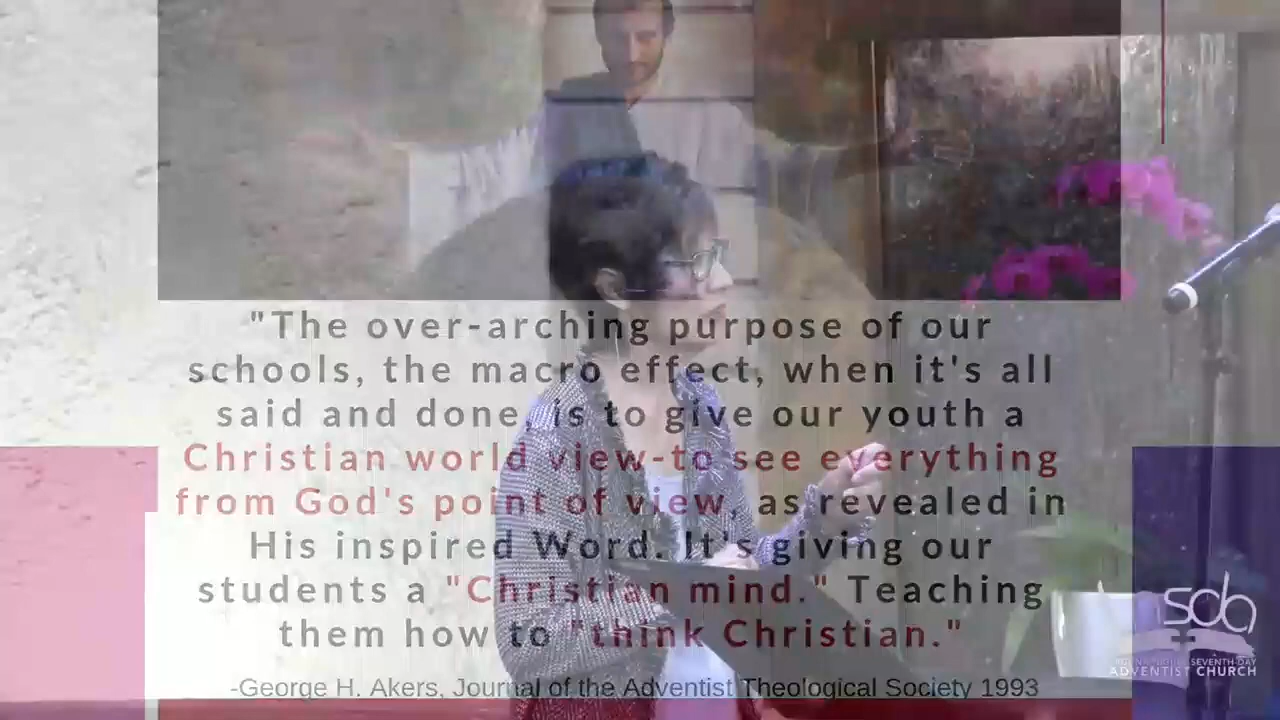 "The over-arching purpose of our
schools, the macro effect, when it's all
said and done, is to give our youth a
Christian world view-to see everything
from God's point of view, as revealed in
His inspired Word. It's giving our
students a "Christian mind." Teaching
them how to "think Christian."
-George H. Akers, Journal of the Adventist Theological Society 1993
sda
SEVENTH-DAY
ADVENTIST CHURCH